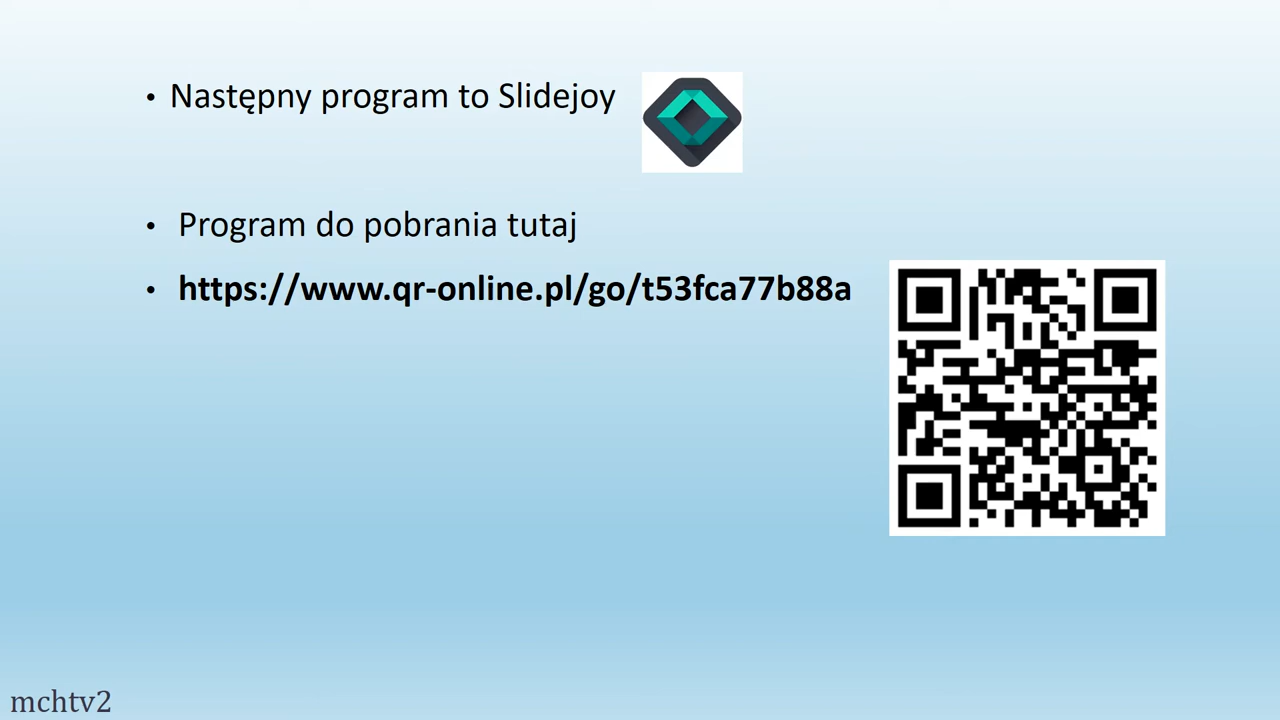 • Następny program to Slidejoy
• Program do pobrania tutaj
• https://www.qr-online.pl/go/t53fca77b88a
mchtv2